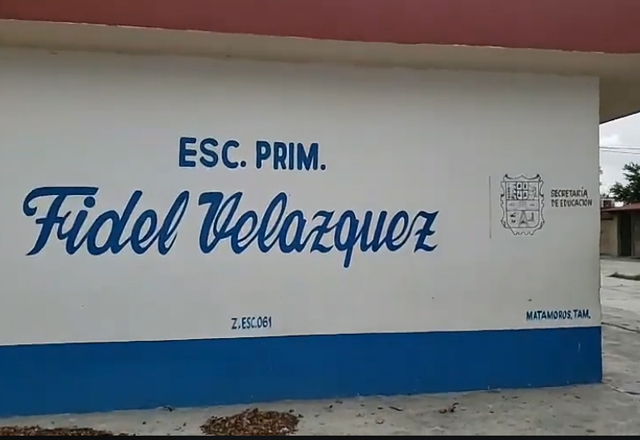 ESC. PRIM.
Fidel Velazquez
SECRETARÍA
DE EDUCACIÓN
Z. ESC. 061
MATAMOROS, TAM.